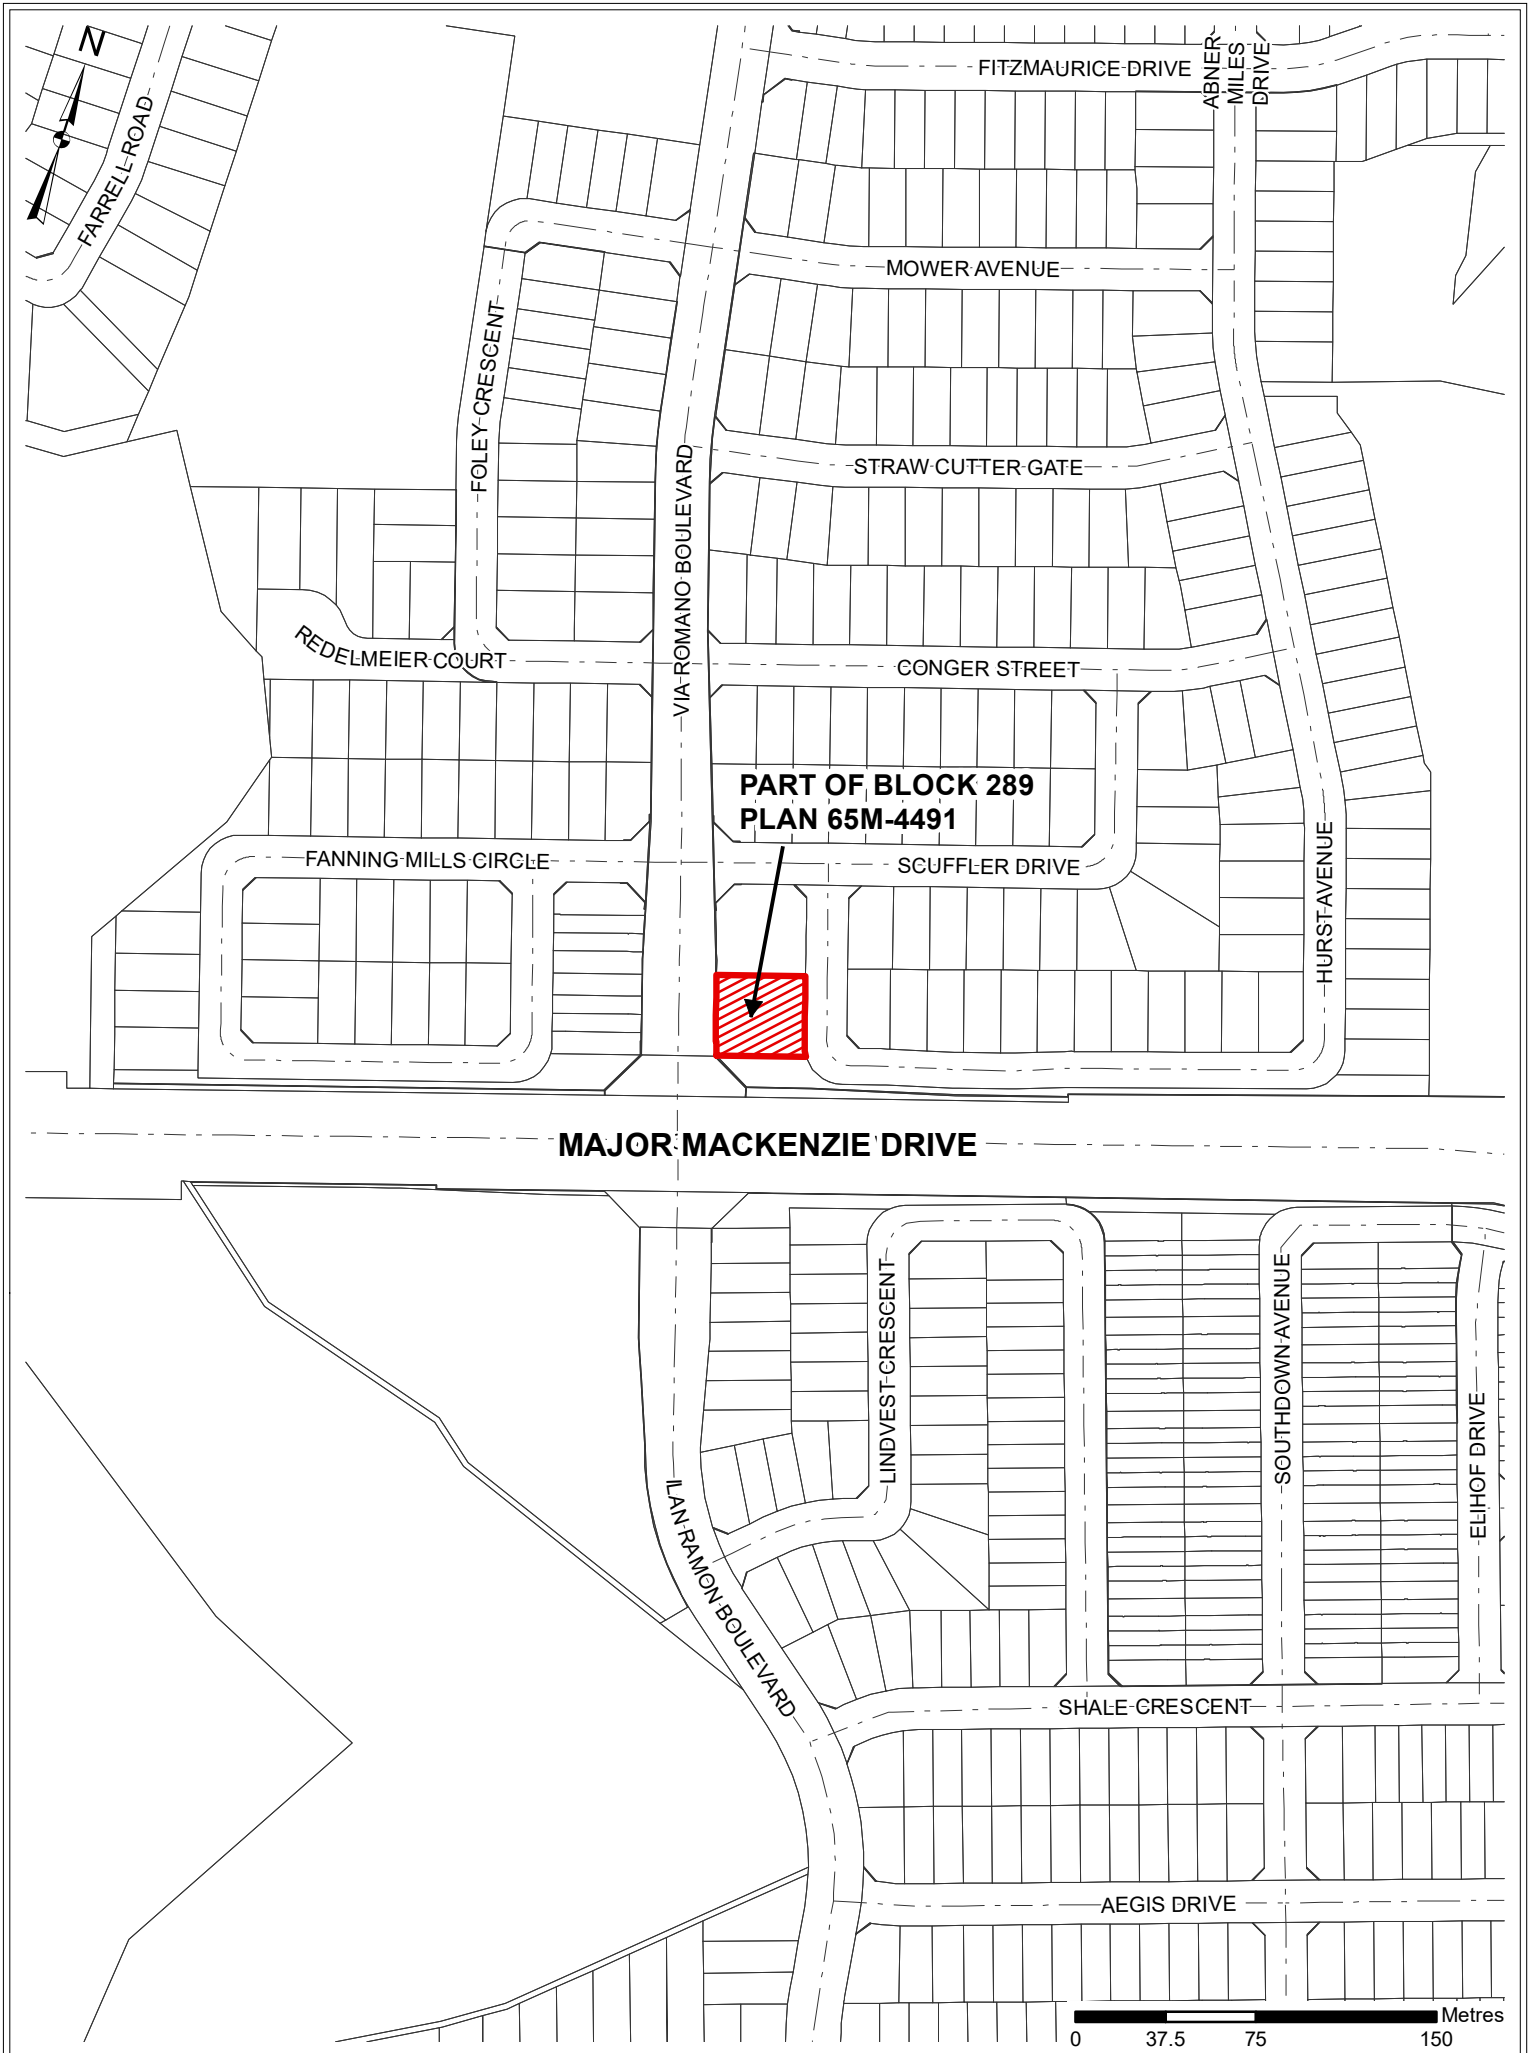 N
FARRELL ROAD
FITZMAURICE DRIVE
ABNER
MILES
DRIVE
MOWER AVENUE
FOLEY CRESCENT
STRAW CUTTER GATE
VIA ROMANO BOULEVARD
REDELMEIER COURT
CONGER STREET
PART OF BLOCK 289
PLAN 65M-4491
FANNING MILLS CIRCLE
SCUFFLER DRIVE
HURST AVENUE
MAJOR MACKENZIE DRIVE
LINDVEST CRESCENT
SOUTHDOWN AVENUE
ELIHOF DRIVE
ILAN RAMON BOULEVARD
SHALE CRESCENT
AEGIS DRIVE
Metres
0 37.5 75 150